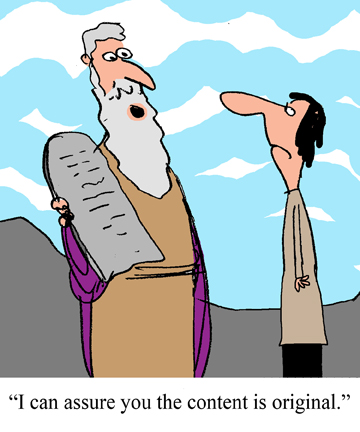 “I can assure you the content is original.”